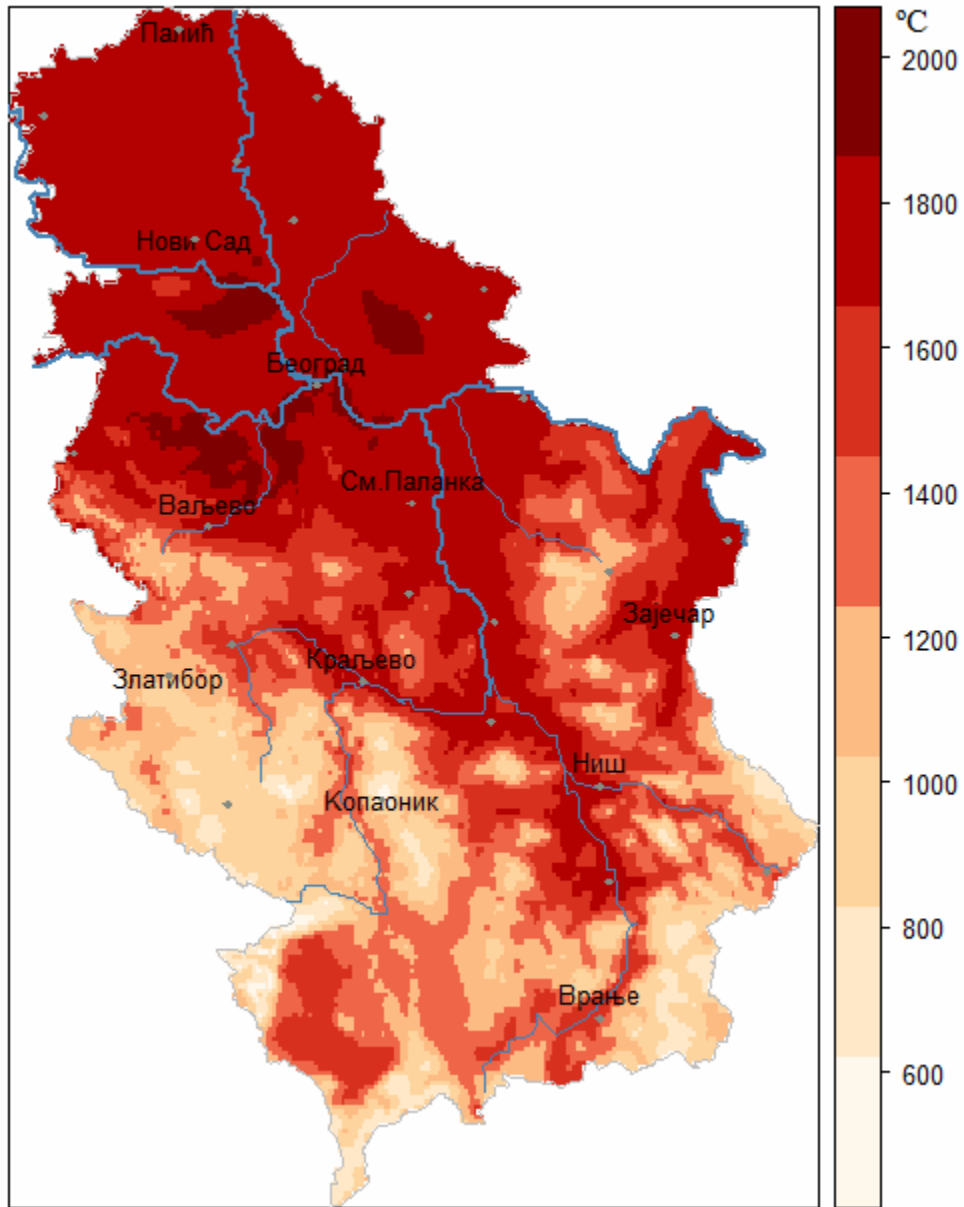 Палић
Нови Сад
Београд
См.Паланка
Ваљево
Зајечар
Краљево
Златибор
Ниш
Копаоник
Врање
°C
2000
1800
1600
1400
1200
1000
800
600